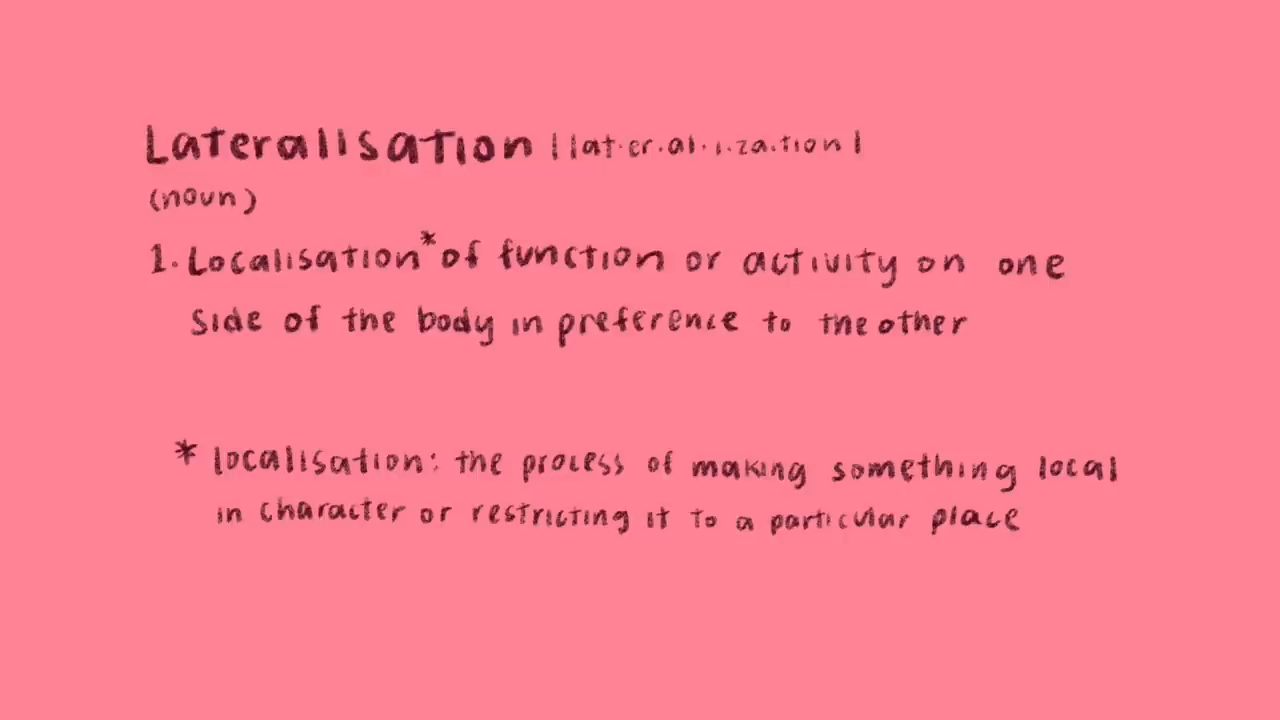 Lateralisation | lat·er·al·i·za·tion |
(noun)
1. Localisation* of function or activity on one
side of the body in preference to the other
* localisation: the process of making something local
in character or restricting it to a particular place